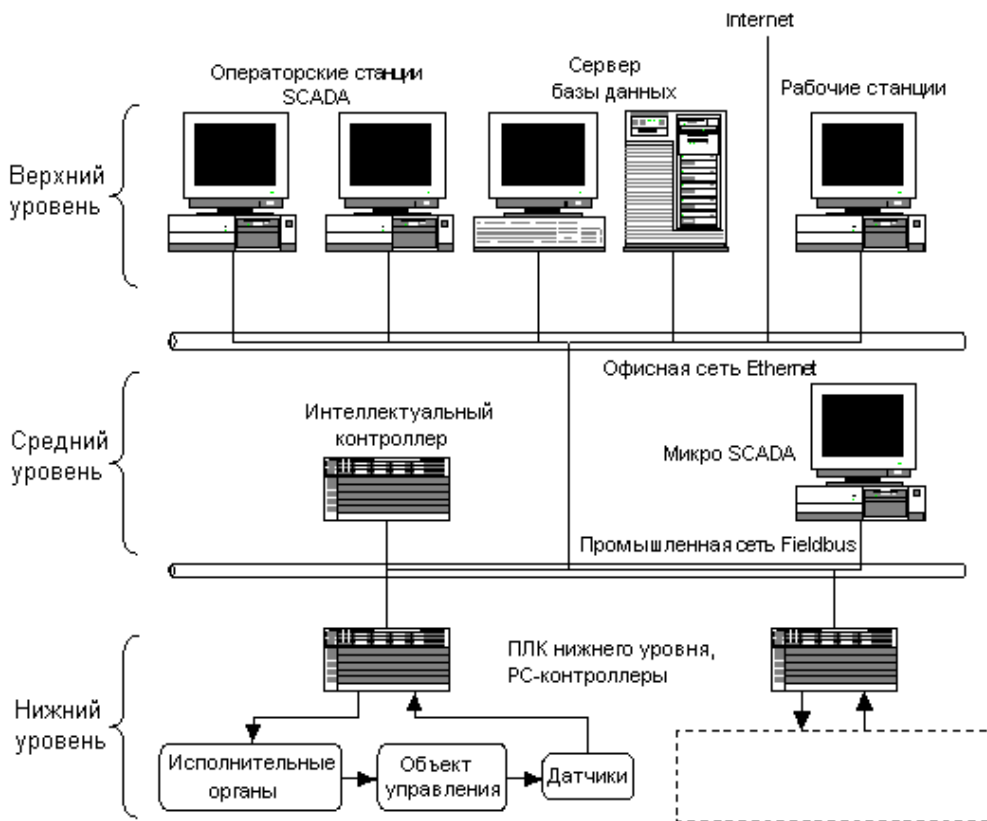 Internet
Операторские станции
SCADA
Сервер
базы данных
Рабочие станции
Верхний
уровень
Офисная сеть Ethernet
Средний
уровень
Интеллектуальный
контроллер
Микро SCADA
Промышленная сеть Fieldbus
Нижний
уровень
ПЛК нижнего уровня,
PC-контроллеры
Исполнительные
органы
Объект
управления
Датчики